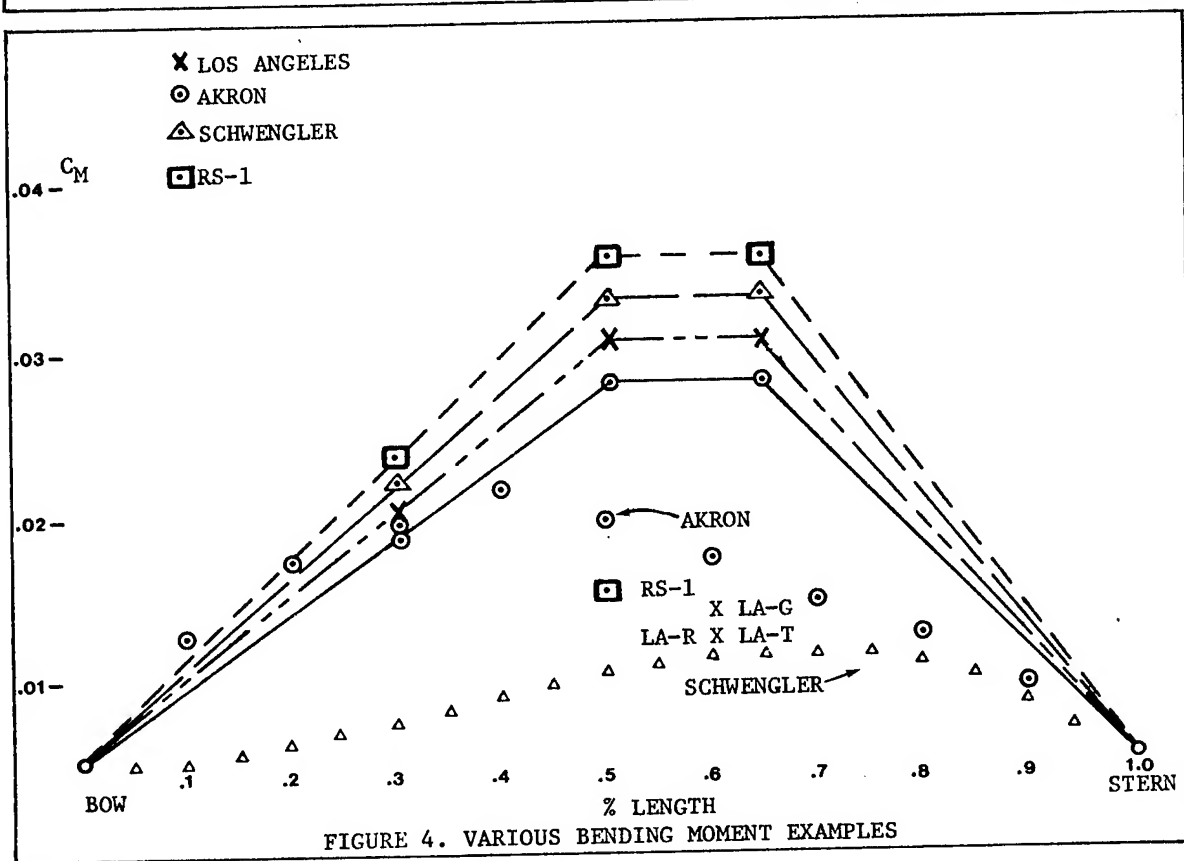 X LOS ANGELES
⊙ AKRON
△ SCHWENGLER
⊡ RS-1
C_M
.04
.03
.02
AKRON
RS-1
X LA-G
LA-R X LA-T
.01
SCHWENGLER
.1 .2 .3 .4 .5 .6 .7 .8 .9 1.0
BOW
STERN
% LENGTH
FIGURE 4. VARIOUS BENDING MOMENT EXAMPLES